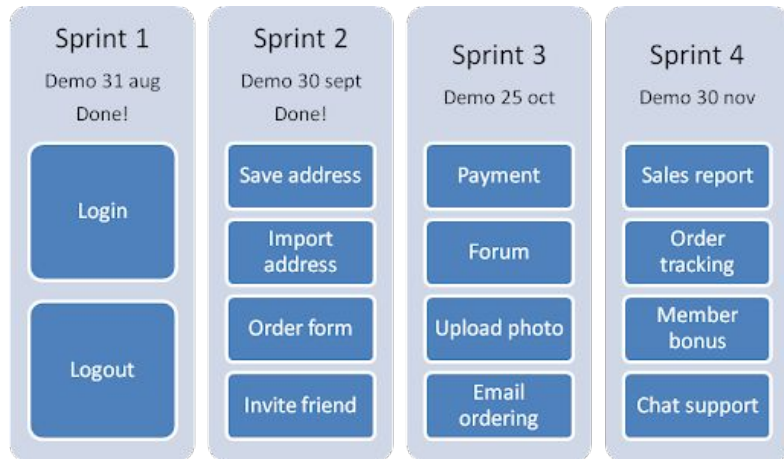 Sprint 1
Demo 31 aug
Done!
Login
Logout
Sprint 2
Demo 30 sept
Done!
Save address
Import
address
Order form
Invite friend
Sprint 3
Demo 25 oct
Payment
Forum
Upload photo
Email
ordering
Sprint 4
Demo 30 nov
Sales report
Order
tracking
Member
bonus
Chat support